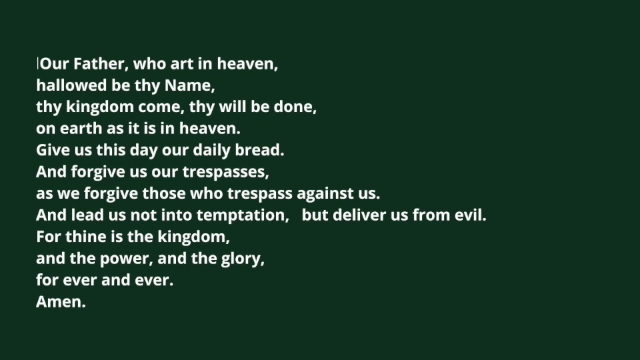 Our Father, who art in heaven,
hallowed be thy Name,
thy kingdom come, thy will be done,
on earth as it is in heaven.
Give us this day our daily bread.
And forgive us our trespasses,
as we forgive those who trespass against us.
And lead us not into temptation,   but deliver us from evil.
For thine is the kingdom,
and the power, and the glory,
for ever and ever.
Amen.